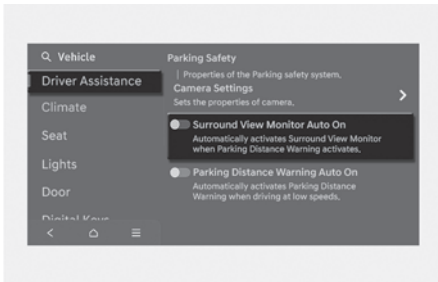 Vehicle
Driver Assistance
Climate
Seat
Lights
Door
Digital Keys
Parking Safety
Properties of the Parking safety system.
Camera Settings
Sets the properties of camera.
Surround View Monitor Auto On
Automatically activates Surround View Monitor
when Parking Distance Warning activates.
Parking Distance Warning Auto On
Automatically activates Parking Distance
Warning when driving at low speeds.